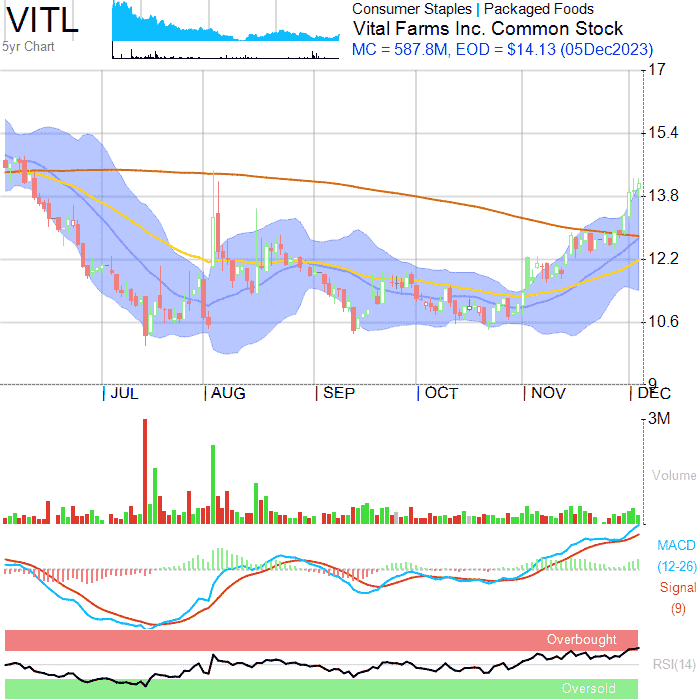 VITL
5yr Chart
Consumer Staples | Packaged Foods
Vital Farms Inc. Common Stock
MC = 587.8M, EOD = $14.13 (05Dec2023)
17
15.4
13.8
12.2
10.6
9
JUL AUG SEP OCT NOV DEC
3M
Volume
MACD
(12-26)
Signal
(9)
Overbought
RSI(14)
Oversold